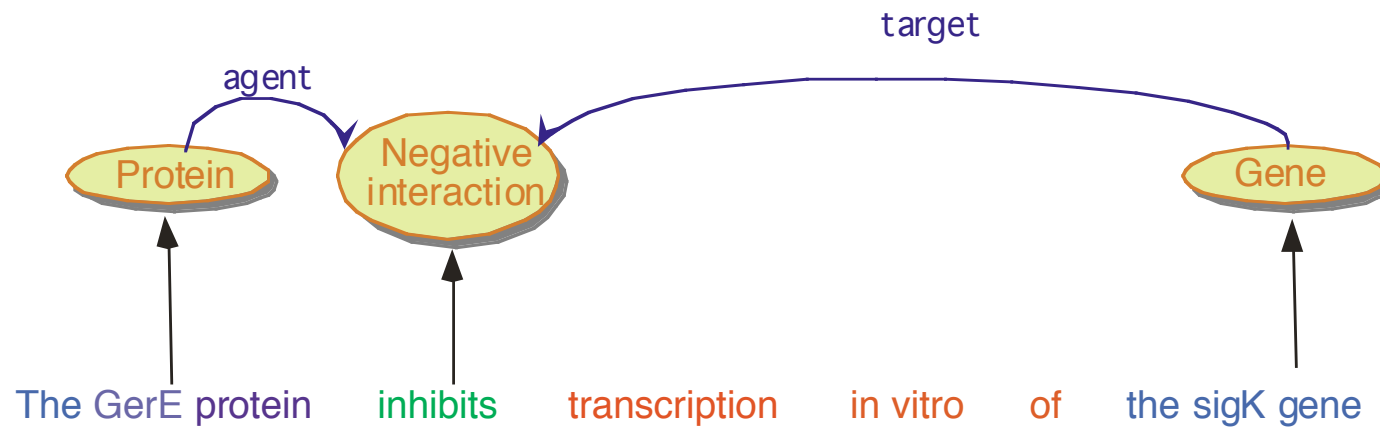 target
agent
Protein
Negative
interaction
Gene
The GerE protein inhibits transcription in vitro of the sigK gene